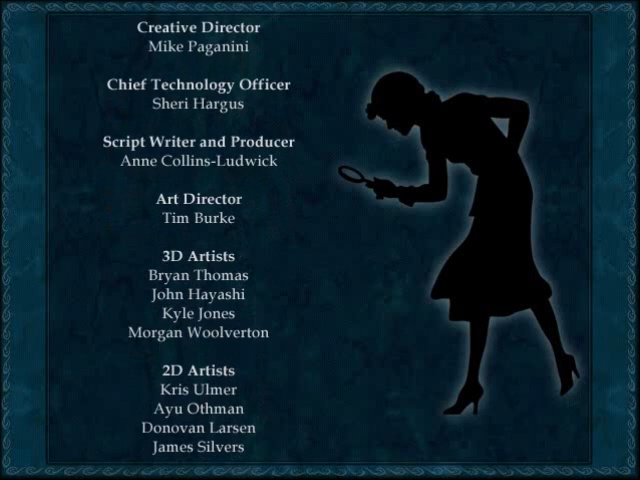 Creative Director
Mike Paganini
Chief Technology Officer
Sheri Hargus
Script Writer and Producer
Anne Collins-Ludwick
Art Director
Tim Burke
3D Artists
Bryan Thomas
John Hayashi
Kyle Jones
Morgan Woolverton
2D Artists
Kris Ulmer
Ayu Othman
Donovan Larsen
James Silvers